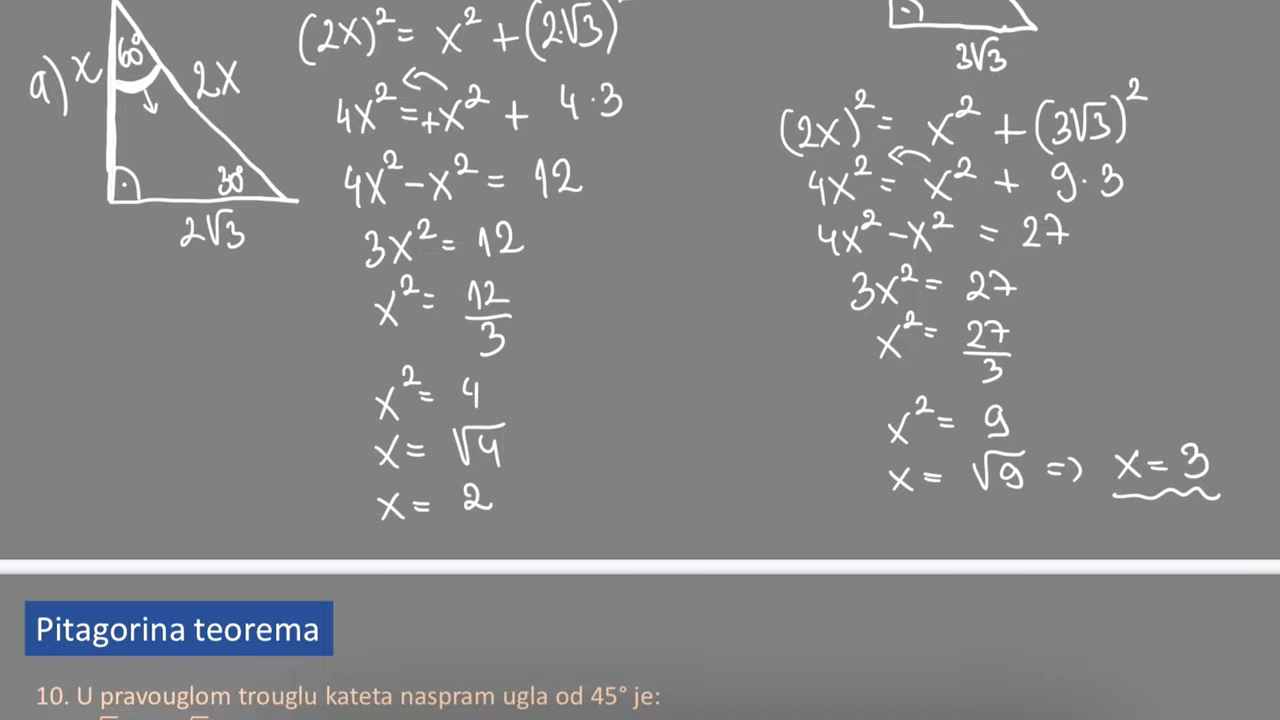 a) x 60° 2x
30°
2√3
(2x)² = x² + (2·√3)²
4x² = +x² + 4·3
4x² - x² = 12
3x² = 12
x² = 12/3
x² = 4
x = √4
x = 2
3√3
(2x)² = x² + (3√3)²
4x² = x² + 9·3
4x² - x² = 27
3x² = 27
x² = 27/3
x² = 9
x = √9 => x = 3
Pitagorina teorema
10. U pravouglom trouglu kateta naspram ugla od 45° je: